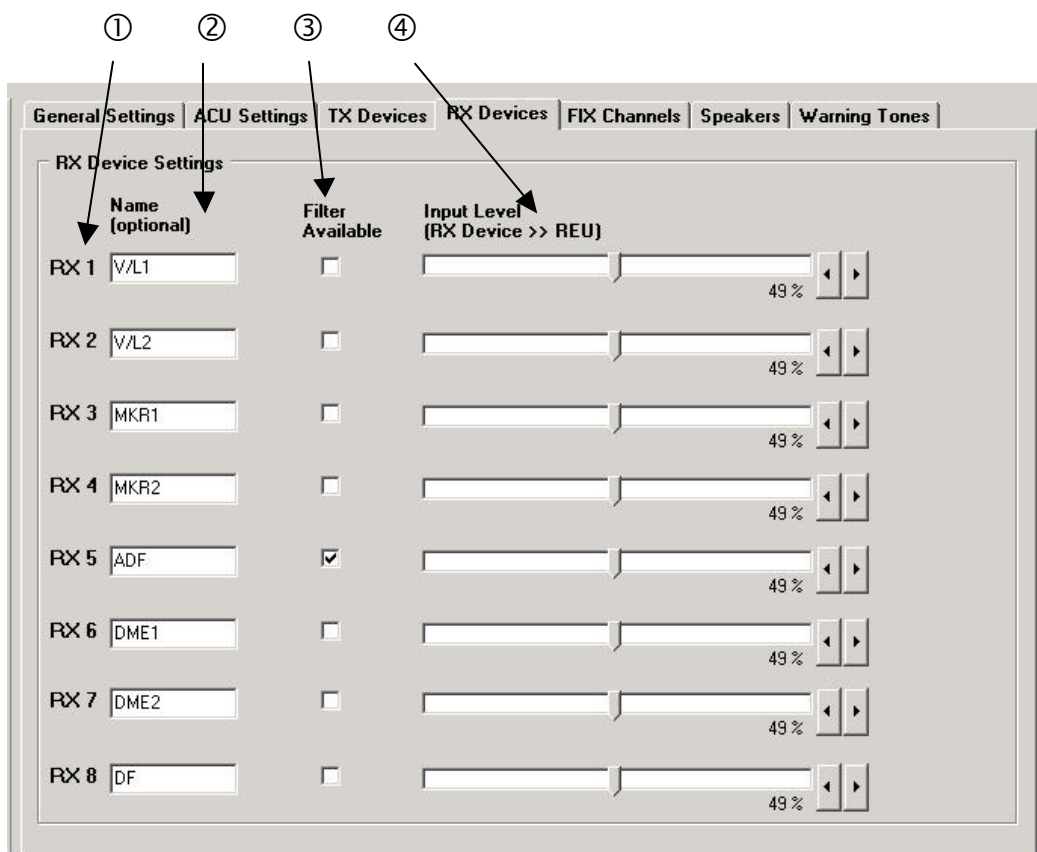 ① ② ③ ④
General Settings ACU Settings TX Devices RX Devices FIX Channels Speakers Warning Tones
RX Device Settings
Name
(optional)
Filter
Available
Input Level
(RX Device >> REU)
RX 1 V/L1 49 %
RX 2 V/L2 49 %
RX 3 MKR1 49 %
RX 4 MKR2 49 %
RX 5 ADF 49 %
RX 6 DME1 49 %
RX 7 DME2 49 %
RX 8 DF 49 %